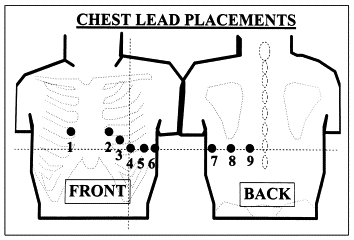 CHEST LEAD PLACEMENTS
1 2 3 4 5 6 7 8 9
FRONT BACK